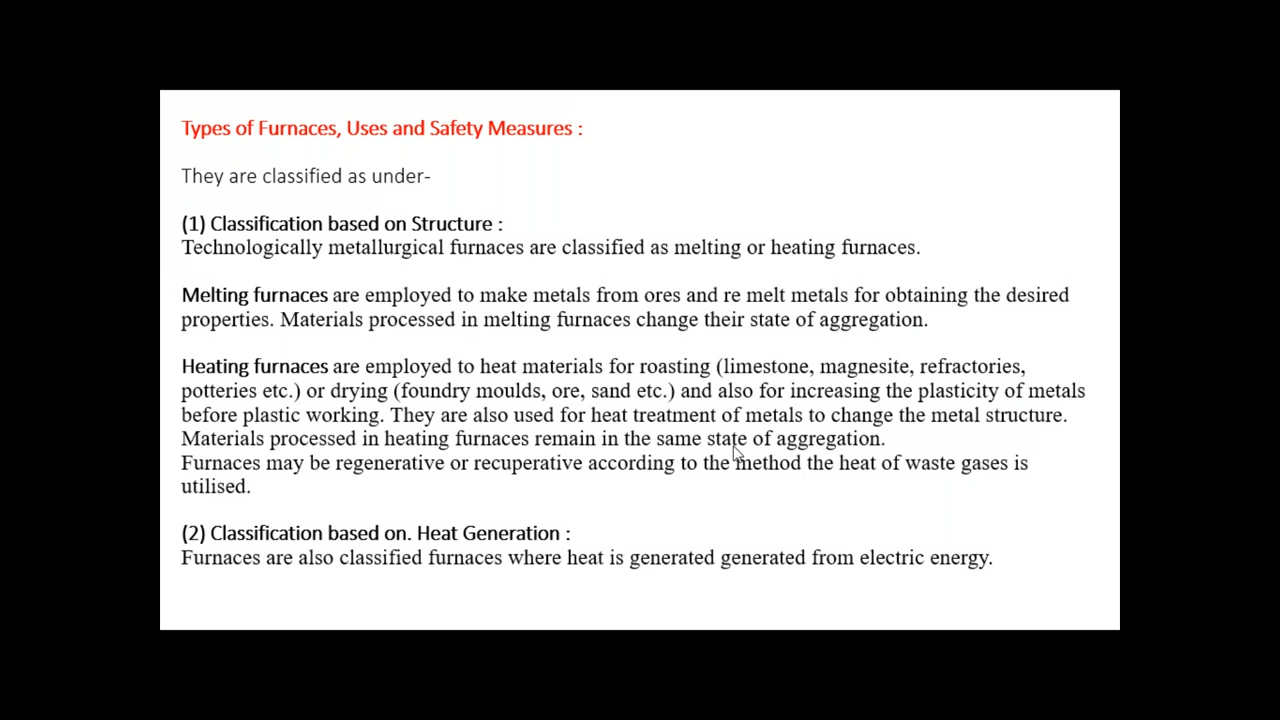 Types of Furnaces, Uses and Safety Measures :
They are classified as under-
(1) Classification based on Structure :
Technologically metallurgical furnaces are classified as melting or heating furnaces.
Melting furnaces are employed to make metals from ores and re melt metals for obtaining the desired
properties. Materials processed in melting furnaces change their state of aggregation.
Heating furnaces are employed to heat materials for roasting (limestone, magnesite, refractories,
potteries etc.) or drying (foundry moulds, ore, sand etc.) and also for increasing the plasticity of metals
before plastic working. They are also used for heat treatment of metals to change the metal structure.
Materials processed in heating furnaces remain in the same state of aggregation.
Furnaces may be regenerative or recuperative according to the method the heat of waste gases is
utilised.
(2) Classification based on. Heat Generation :
Furnaces are also classified furnaces where heat is generated generated from electric energy.